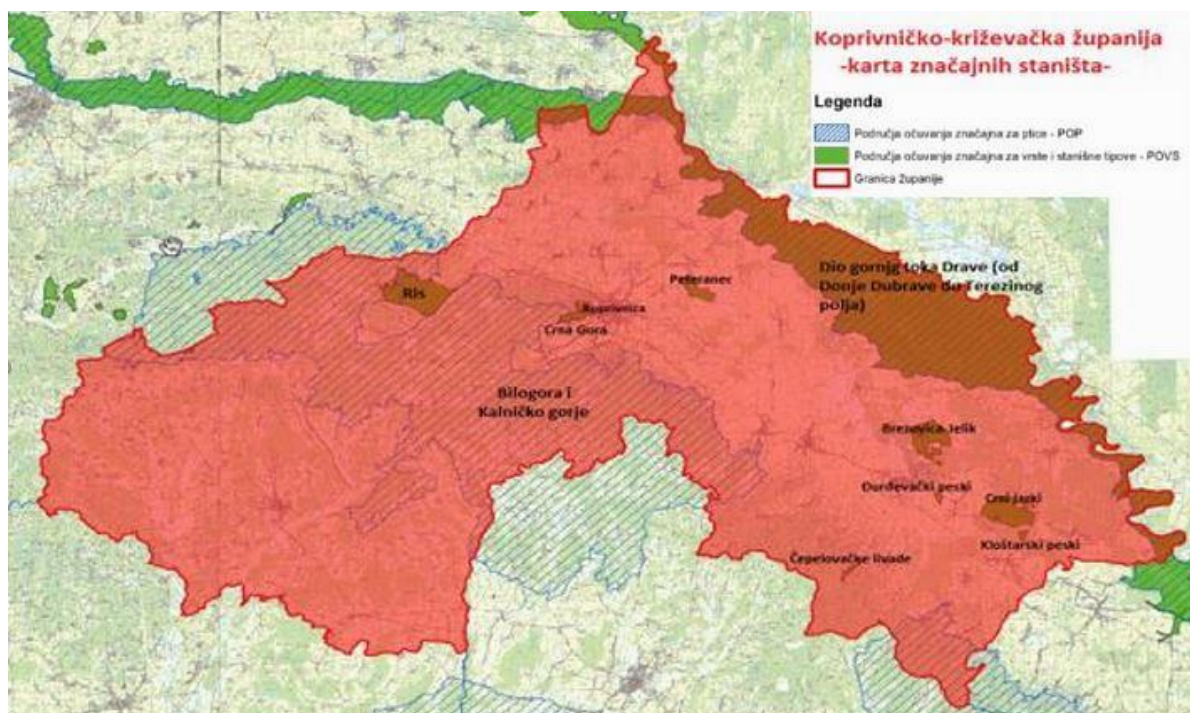 Koprivničko-križevačka županija
-karta značajnih staništa-
Legenda
Područja očuvanja značajna za ptice - POP
Područja očuvanja značajna za vrste i stanišne tipove - POVS
Granica županije
Dio gornjg toka Drave (od
Donje Dubrave do Terezinog
polja)
Peteranec
Ris
Koprivnica
Crna Gora
Bilogora i
Kalničko gorje
Brezovica-Jelik
Đurđevački peski
Crni Jarki
Kloštarski peski
Čepelovačke livade